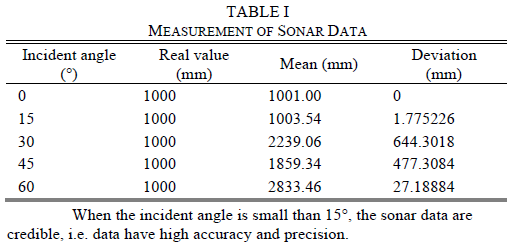 TABLE I
MEASUREMENT OF SONAR DATA
Incident angle (°) Real value (mm) Mean (mm) Deviation (mm)
0 1000 1001.00 0
15 1000 1003.54 1.775226
30 1000 2239.06 644.3018
45 1000 1859.34 477.3084
60 1000 2833.46 27.18884
When the incident angle is small than 15°, the sonar data are
credible, i.e. data have high accuracy and precision.